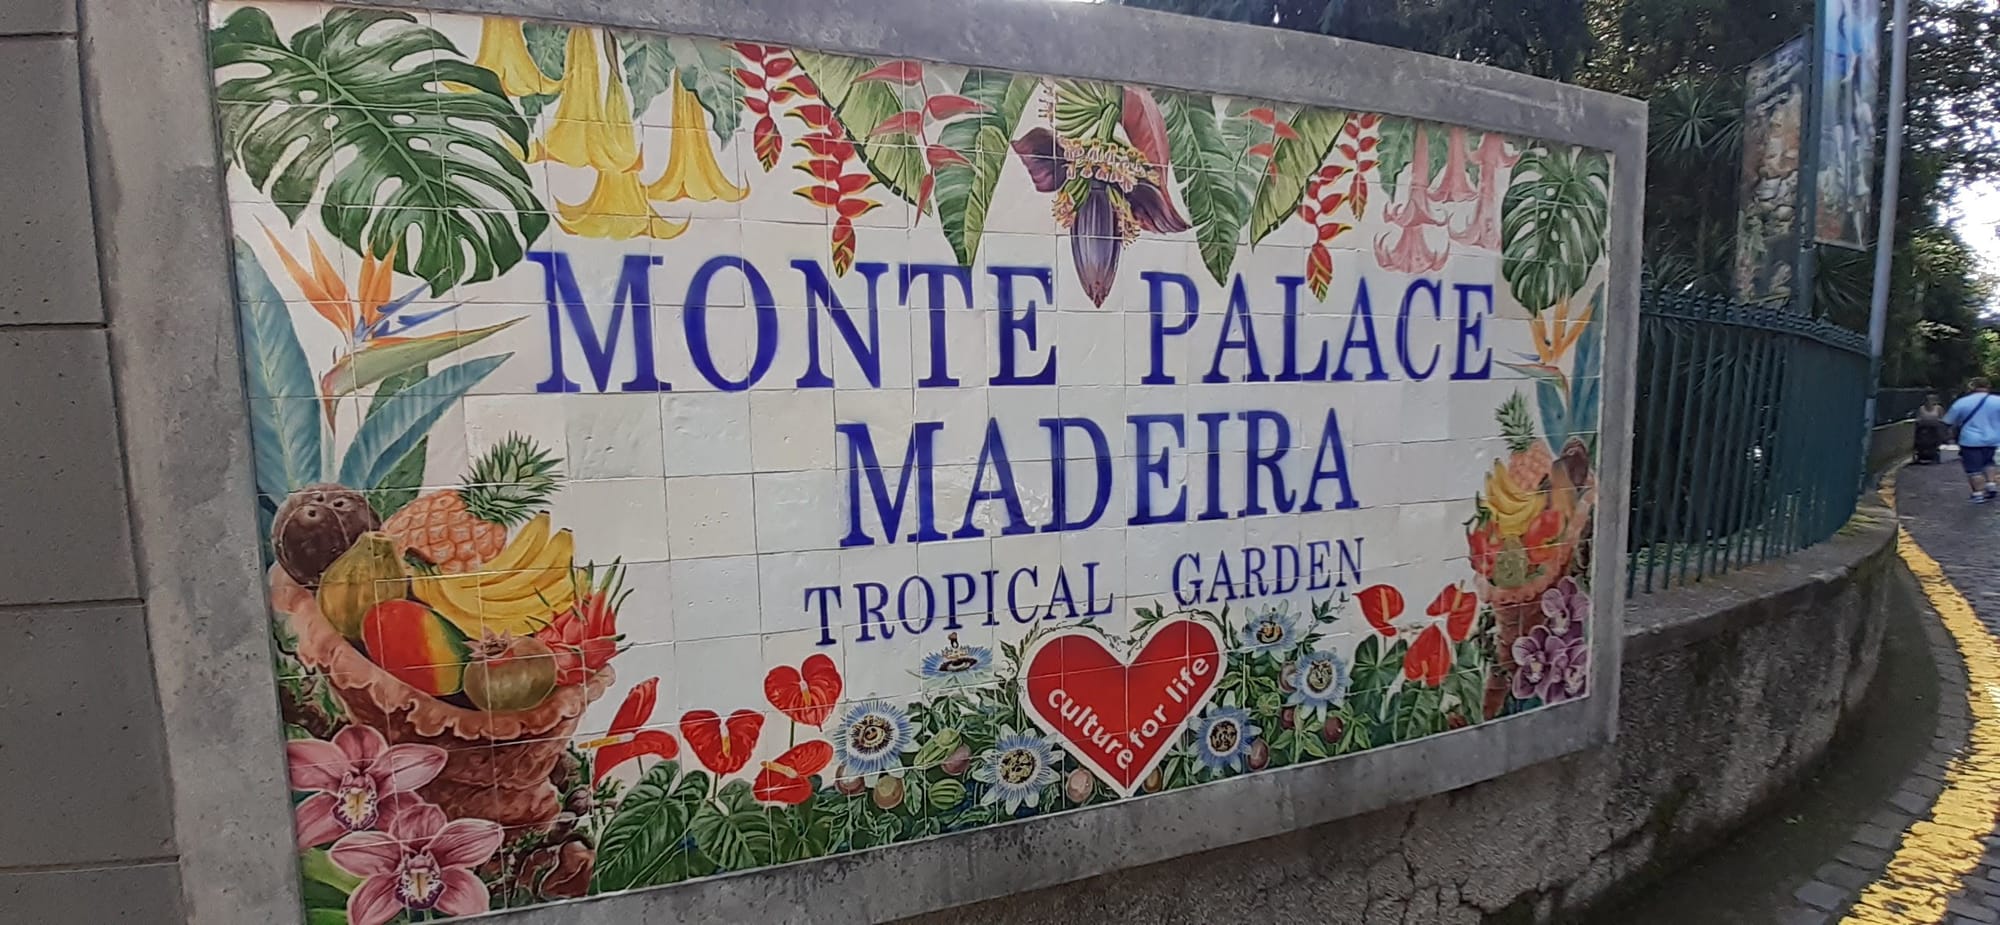 MONTE PALACE
MADEIRA
TROPICAL GARDEN
culture for life